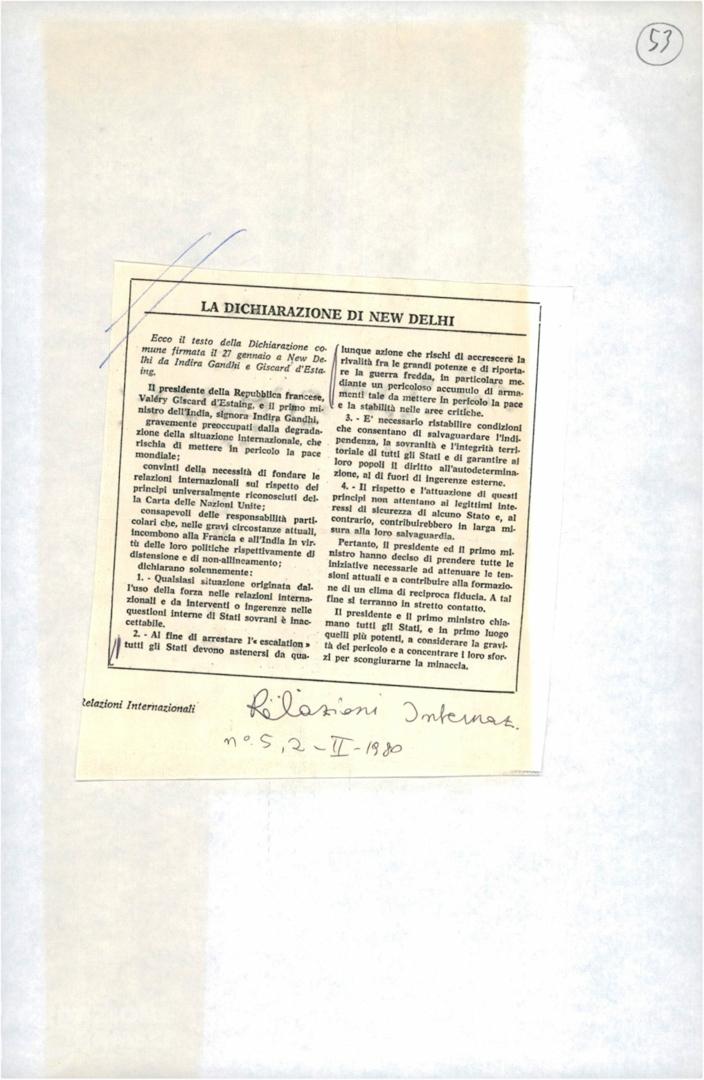 53
LA DICHIARAZIONE DI NEW DELHI
Ecco il testo della Dichiarazione co-
mune firmata il 27 gennaio a New De-
lhi da Indira Gandhi e Giscard d'Esta-
ing.
Il presidente della Repubblica francese,
Valéry Giscard d'Estaing, e il primo mi-
nistro dell'India, signora Indira Gandhi,
gravemente preoccupati dalla degrada-
zione della situazione internazionale, che
rischia di mettere in pericolo la pace
mondiale;
convinti della necessità di fondare le
relazioni internazionali sul rispetto dei
principi universalmente riconosciuti del-
la Carta delle Nazioni Unite;
consapevoli delle responsabilità parti-
colari che, nelle gravi circostanze attuali,
incombono alla Francia e all'India in vir-
tù delle loro politiche rispettivamente di
distensione e di non-allineamento;
dichiarano solennemente:
1. - Qualsiasi situazione originata dal-
l'uso della forza nelle relazioni interna-
zionali e da interventi o ingerenze nelle
questioni interne di Stati sovrani è inac-
cettabile.
2. - Al fine di arrestare l'« escalation »
tutti gli Stati devono astenersi da qua-
lunque azione che rischi di accrescere la
rivalità fra le grandi potenze e di riporta-
re la guerra fredda, in particolare me-
diante un pericoloso accumulo di arma-
menti tale da mettere in pericolo la pace
e la stabilità nelle aree critiche.
3. - E' necessario ristabilire condizioni
che consentano di salvaguardare l'indi-
pendenza, la sovranità e l'integrità terri-
toriale di tutti gli Stati e di garantire ai
loro popoli il diritto all'autodetermina-
zione, al di fuori di ingerenze esterne.
4. - Il rispetto e l'attuazione di questi
principi non attentano ai legittimi inte-
ressi di sicurezza di alcuno Stato e, al
contrario, contribuirebbero in larga mi-
sura alla loro salvaguardia.
Pertanto, il presidente ed il primo mi-
nistro hanno deciso di prendere tutte le
iniziative necessarie ad attenuare le ten-
sioni attuali e a contribuire alla formazio-
ne di un clima di reciproca fiducia. A tal
fine si terranno in stretto contatto.
Il presidente e il primo ministro chia-
mano tutti gli Stati, e in primo luogo
quelli più potenti, a considerare la gravi-
tà del pericolo e a concentrare i loro sfor-
zi per scongiurarne la minaccia.
Relazioni Internazionali
Relazioni Internaz.
n°. 5, 2 - II - 1980